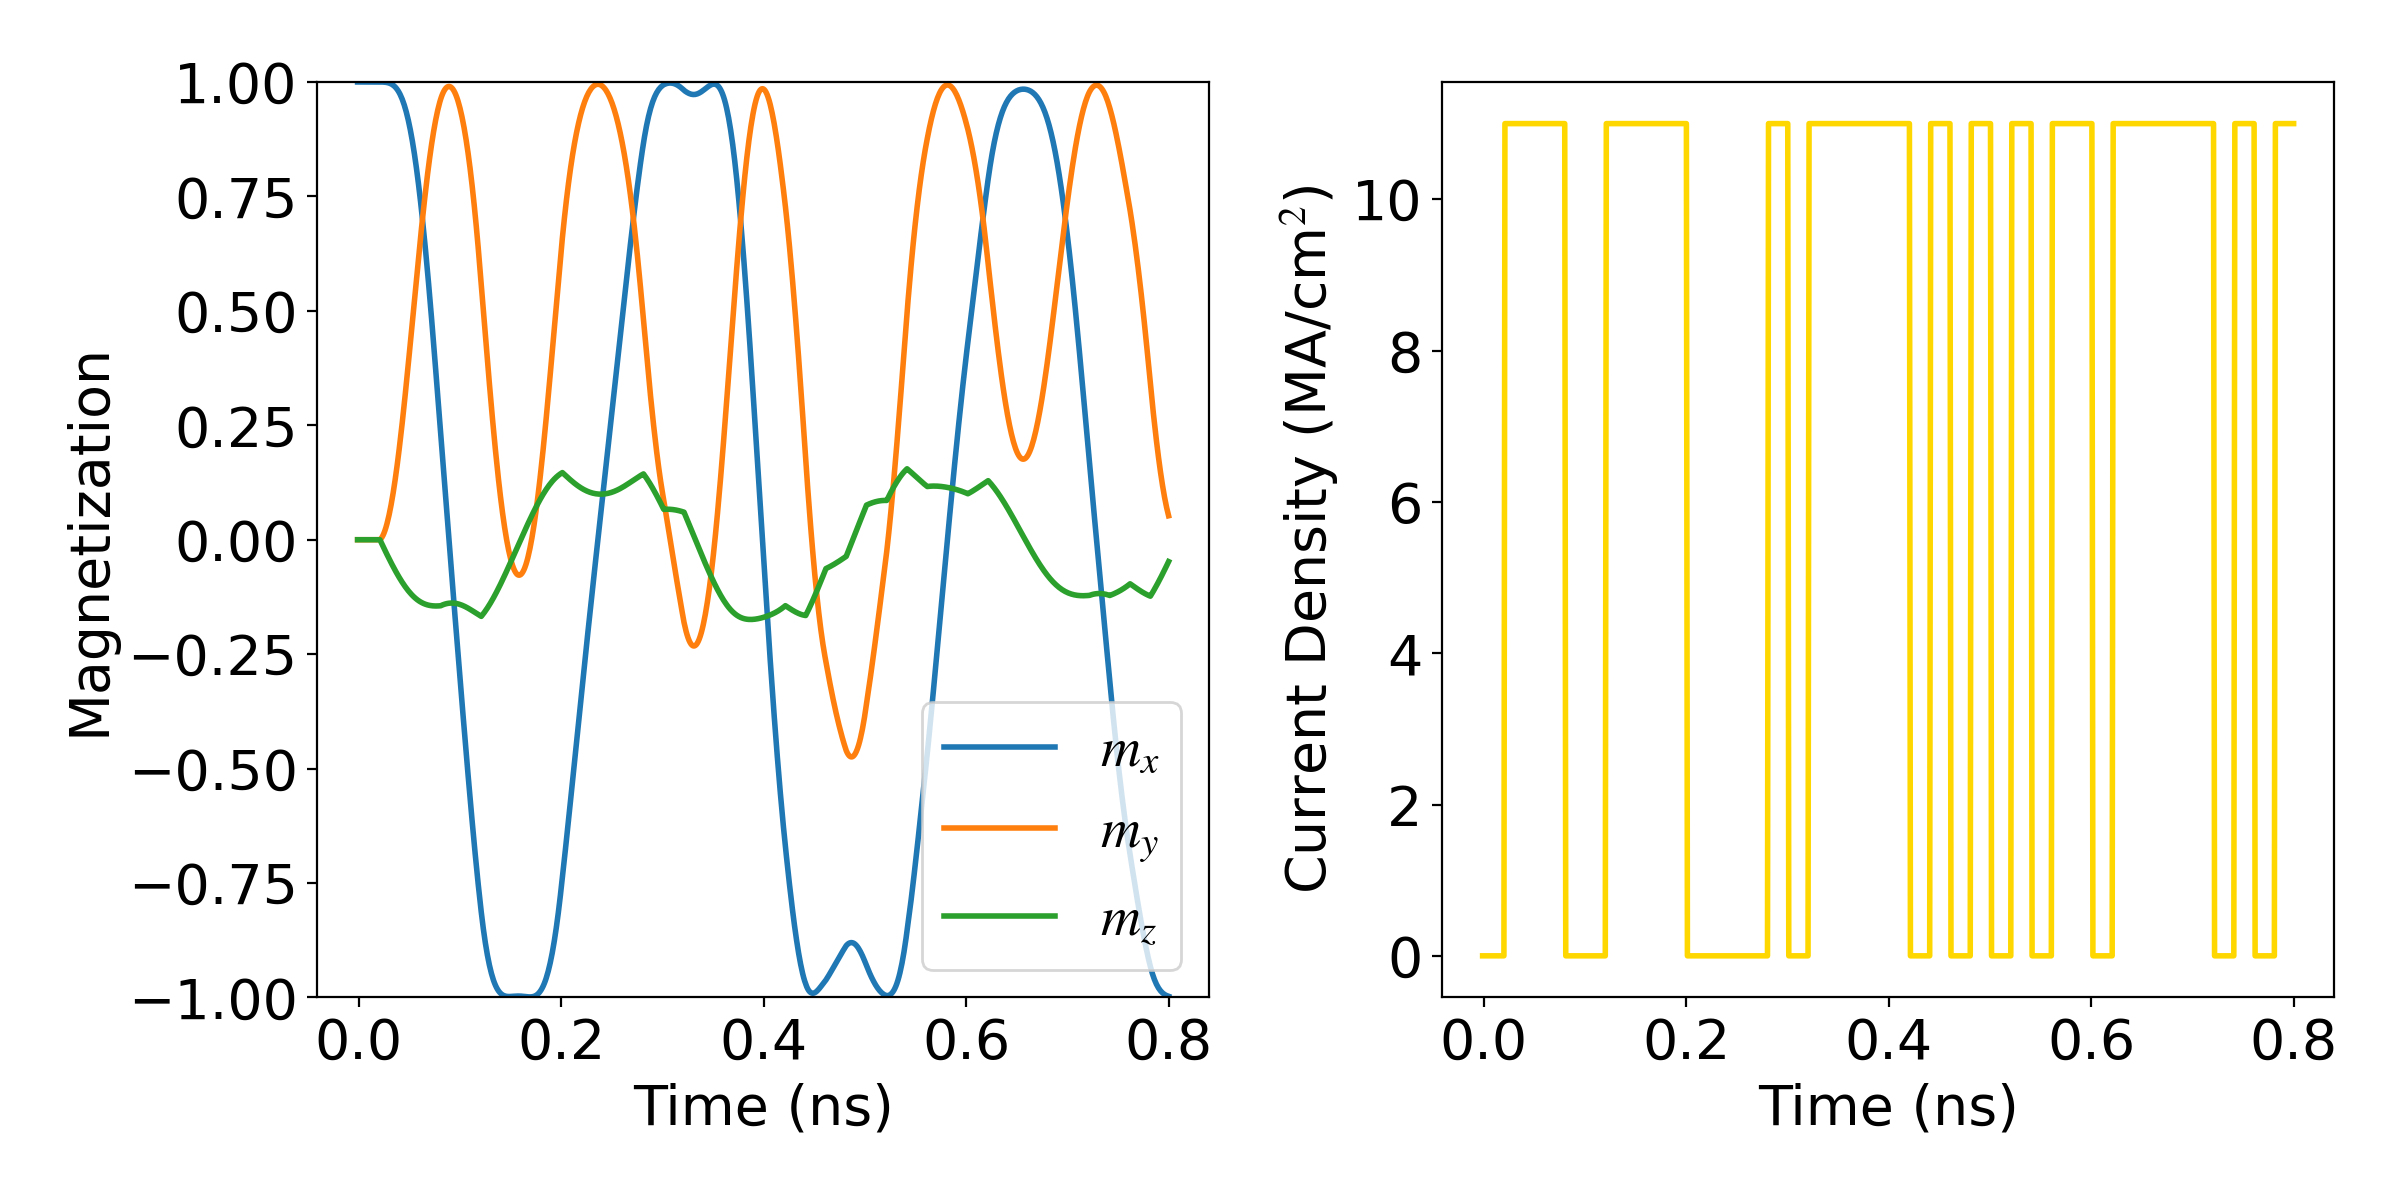 Magnetization
1.00
0.75
0.50
0.25
0.00
−0.25
−0.50
−0.75
−1.00
0.0 0.2 0.4 0.6 0.8
Time (ns)
m_x
m_y
m_z
Current Density (MA/cm²)
10
8
6
4
2
0
0.0 0.2 0.4 0.6 0.8
Time (ns)